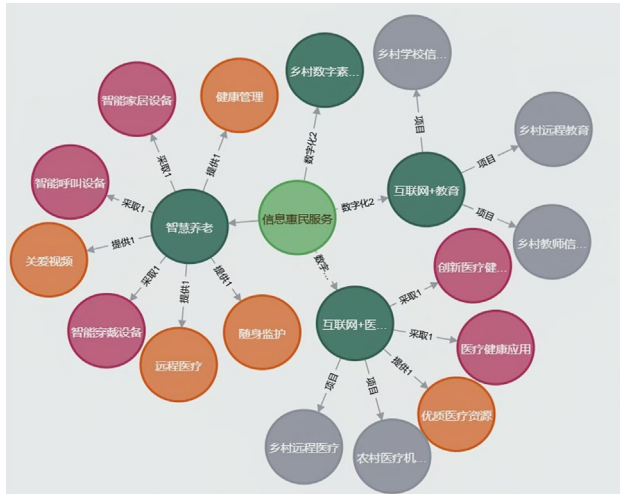 乡村学校信...
乡村数字素...
智能家居设备
健康管理
项目
乡村远程教育
采取1
提供1
数字化2
项目
智能呼叫设备
互联网+教育
采取1
智慧养老
信息惠民服务
数字化2
项目
乡村教师信...
关爱视频
提供1
采取1
提供1
提供1
数字...
创新医疗健...
采取1
智能穿戴设备
随身监护
互联网+医...
采取1
医疗健康应用
远程医疗
项目
项目
提供1
优质医疗资源
乡村远程医疗
农村医疗机...